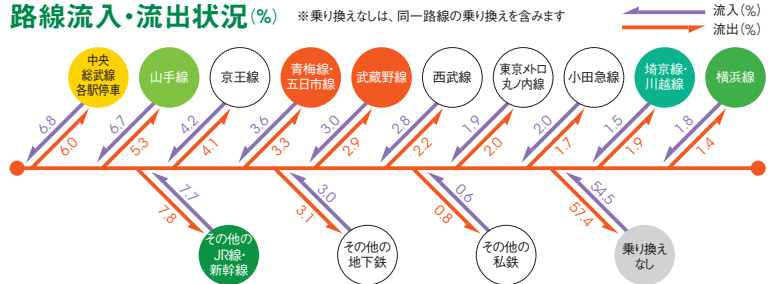 路線流入・流出状況(%)
※乗り換えなしは、同一路線の乗り換えを含みます
流入(%)
流出(%)
中央
総武線
各駅停車
山手線
京王線
青梅線・
五日市線
武蔵野線
西武線
東京メトロ
丸ノ内線
小田急線
埼京線・
川越線
横浜線
6.8
6.0
6.7
5.3
4.2
4.1
3.6
3.3
3.0
2.9
2.8
2.2
1.9
2.0
2.0
1.7
1.5
1.9
1.8
1.4
7.7
7.8
3.0
3.1
0.6
0.8
54.5
57.4
その他の
JR線・
新幹線
その他の
地下鉄
その他の
私鉄
乗り換え
なし